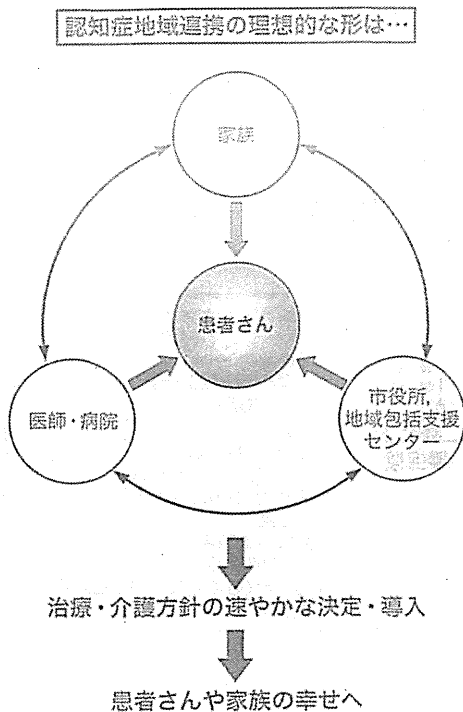 認知症地域連携の理想的な形は…
家族
患者さん
医師・病院
市役所,
地域包括支援
センター
治療・介護方針の速やかな決定・導入
患者さんや家族の幸せへ